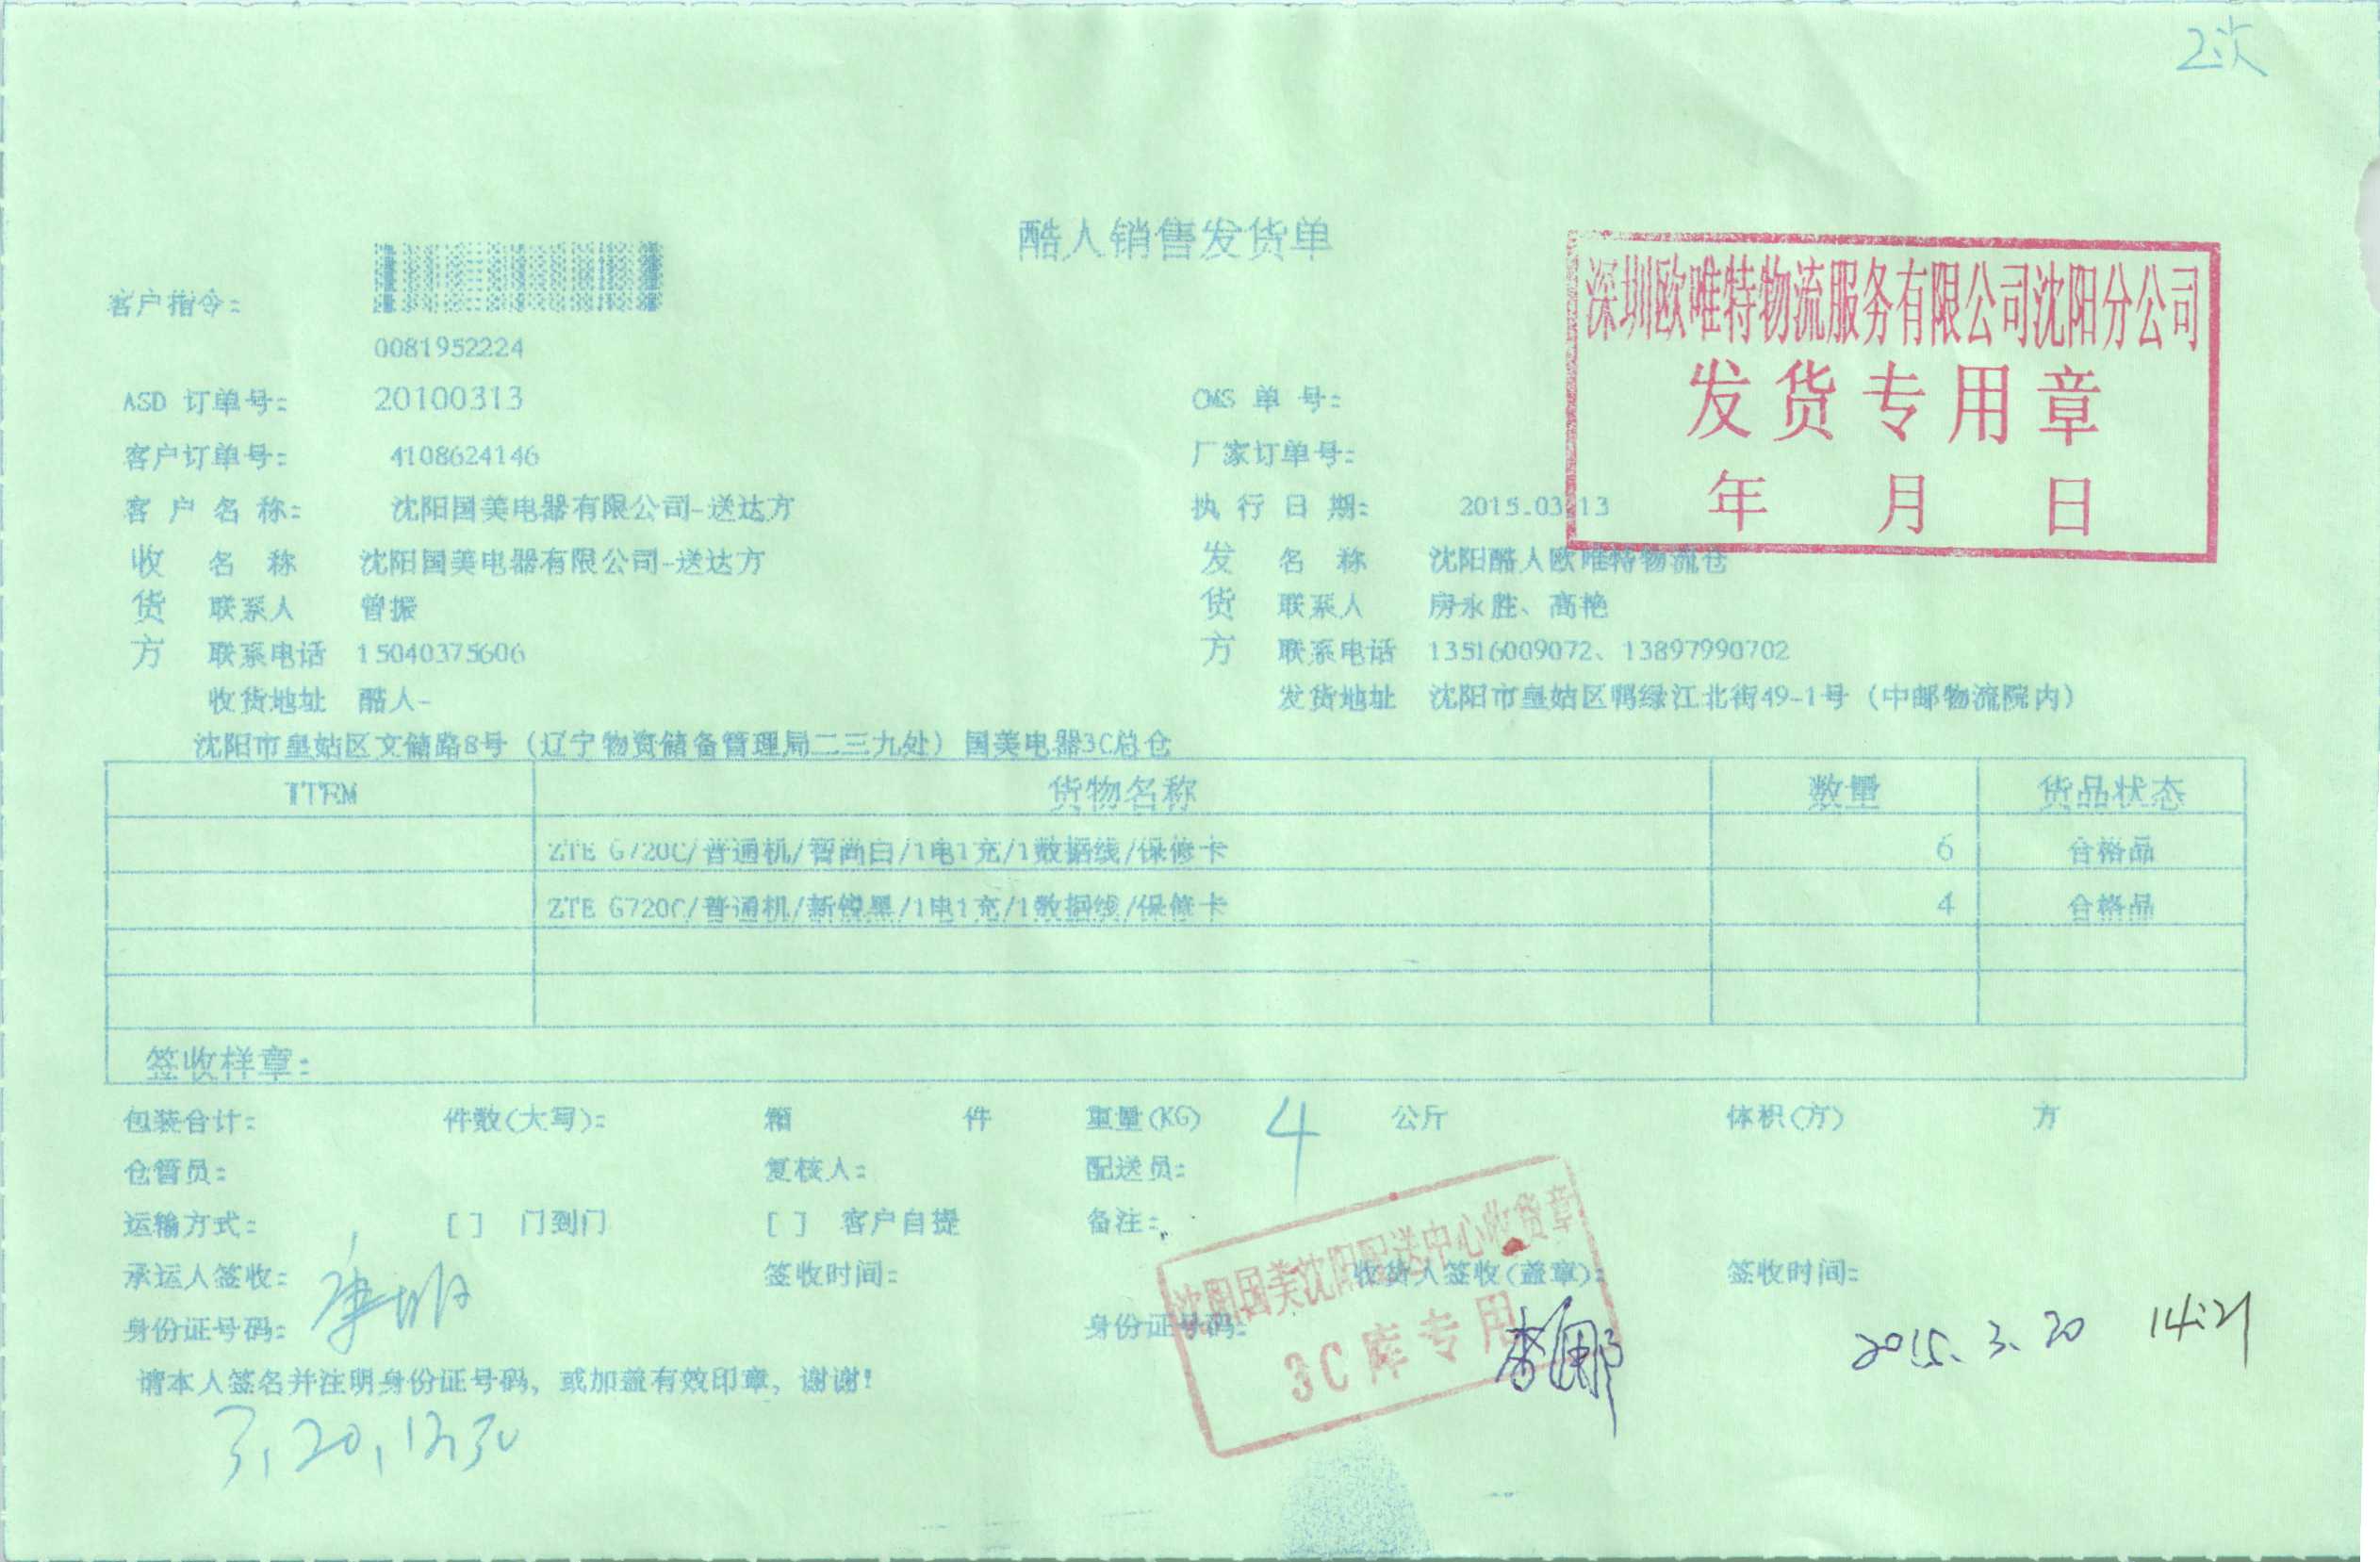 2次
酷人销售发货单
深圳欧唯特物流服务有限公司沈阳分公司
发货专用章
年 月 日
客户指令:
0081952224
ASD 订单号: 20100313 OMS 单 号:
客户订单号: 4108624146 厂家订单号:
客 户 名 称: 沈阳国美电器有限公司-送达方 执 行 日 期: 2015.03.13
收 名 称 沈阳国美电器有限公司-送达方 发 名 称 沈阳酷人欧唯特物流仓
货 联系人 曾振 货 联系人 房永胜、高艳
方 联系电话 15040375606 方 联系电话 13516009072、13897990702
收货地址 酷人- 发货地址 沈阳市皇姑区鸭绿江北街49-1号（中邮物流院内）
沈阳市皇姑区文储路8号（辽宁物资储备管理局二三九处）国美电器3C总仓
ITEM 货物名称 数量 货品状态
ZTE G720C/普通机/智尚白/1电1充/1数据线/保修卡 6 合格品
ZTE G720C/普通机/新锐黑/1电1充/1数据线/保修卡 4 合格品
签收样章:
包装合计: 件数(大写): 箱 件 重量(KG) 4 公斤 体积(方) 方
仓管员: 复核人: 配送员:
运输方式: [ ] 门到门 [ ] 客户自提 备注:
承运人签收: 签收时间: 收货人签收(盖章): 签收时间:
沈阳国美沈阳配送中心收货章
3C库专用
身份证号码: 身份证号码:
2015.3.20 14:21
请本人签名并注明身份证号码，或加盖有效印章，谢谢!